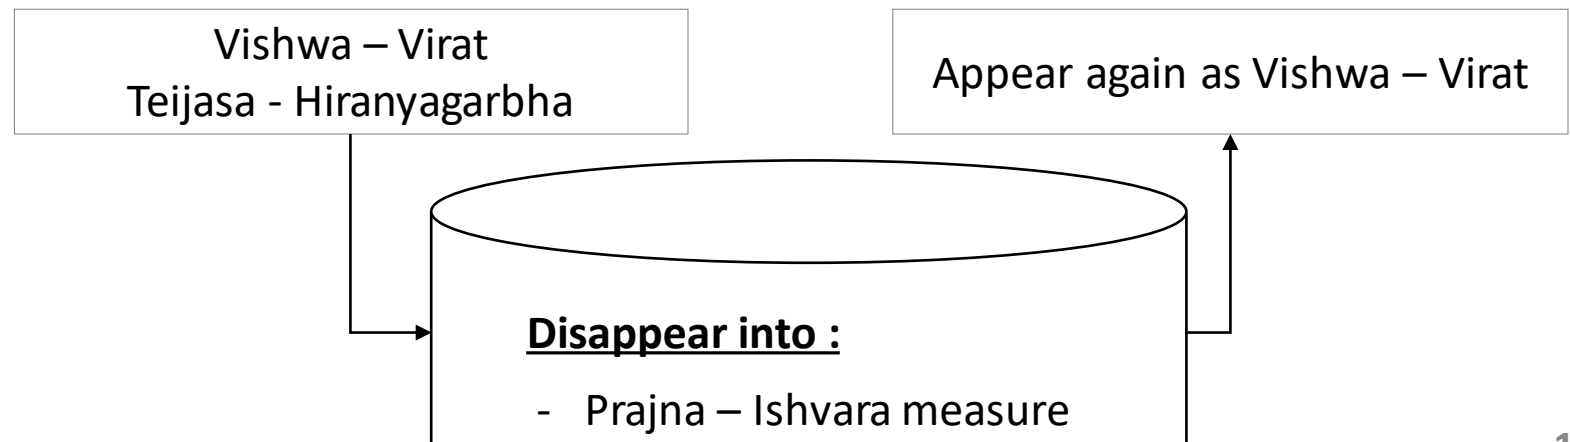 Vishwa – Virat
Teijasa - Hiranyagarbha
Appear again as Vishwa – Virat
Disappear into :
- Prajna – Ishvara measure